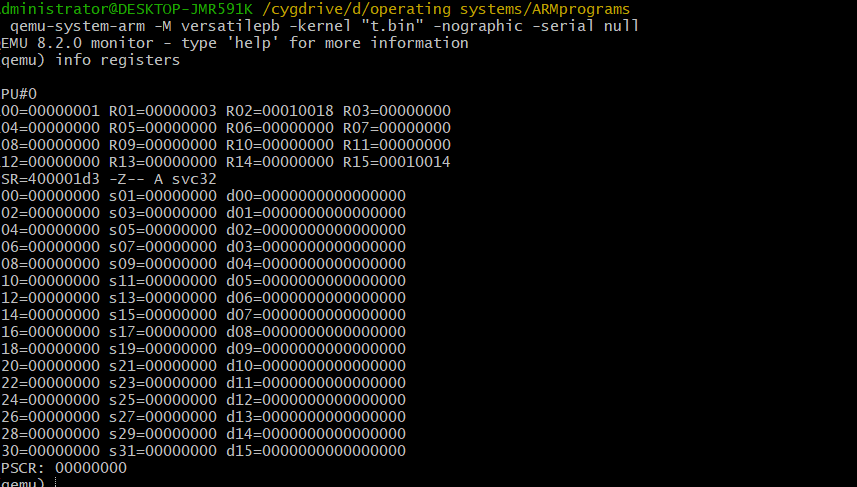 dministrator@DESKTOP-JMR591K /cygdrive/d/operating systems/ARMprograms
qemu-system-arm -M versatilepb -kernel "t.bin" -nographic -serial null
EMU 8.2.0 monitor - type 'help' for more information
qemu) info registers
PU#0
00=00000001 R01=00000003 R02=00010018 R03=00000000
04=00000000 R05=00000000 R06=00000000 R07=00000000
08=00000000 R09=00000000 R10=00000000 R11=00000000
12=00000000 R13=00000000 R14=00000000 R15=00010014
SR=400001d3 -Z-- A svc32
00=00000000 s01=00000000 d00=0000000000000000
02=00000000 s03=00000000 d01=0000000000000000
04=00000000 s05=00000000 d02=0000000000000000
06=00000000 s07=00000000 d03=0000000000000000
08=00000000 s09=00000000 d04=0000000000000000
10=00000000 s11=00000000 d05=0000000000000000
12=00000000 s13=00000000 d06=0000000000000000
14=00000000 s15=00000000 d07=0000000000000000
16=00000000 s17=00000000 d08=0000000000000000
18=00000000 s19=00000000 d09=0000000000000000
20=00000000 s21=00000000 d10=0000000000000000
22=00000000 s23=00000000 d11=0000000000000000
24=00000000 s25=00000000 d12=0000000000000000
26=00000000 s27=00000000 d13=0000000000000000
28=00000000 s29=00000000 d14=0000000000000000
30=00000000 s31=00000000 d15=0000000000000000
PSCR: 00000000
qemu)